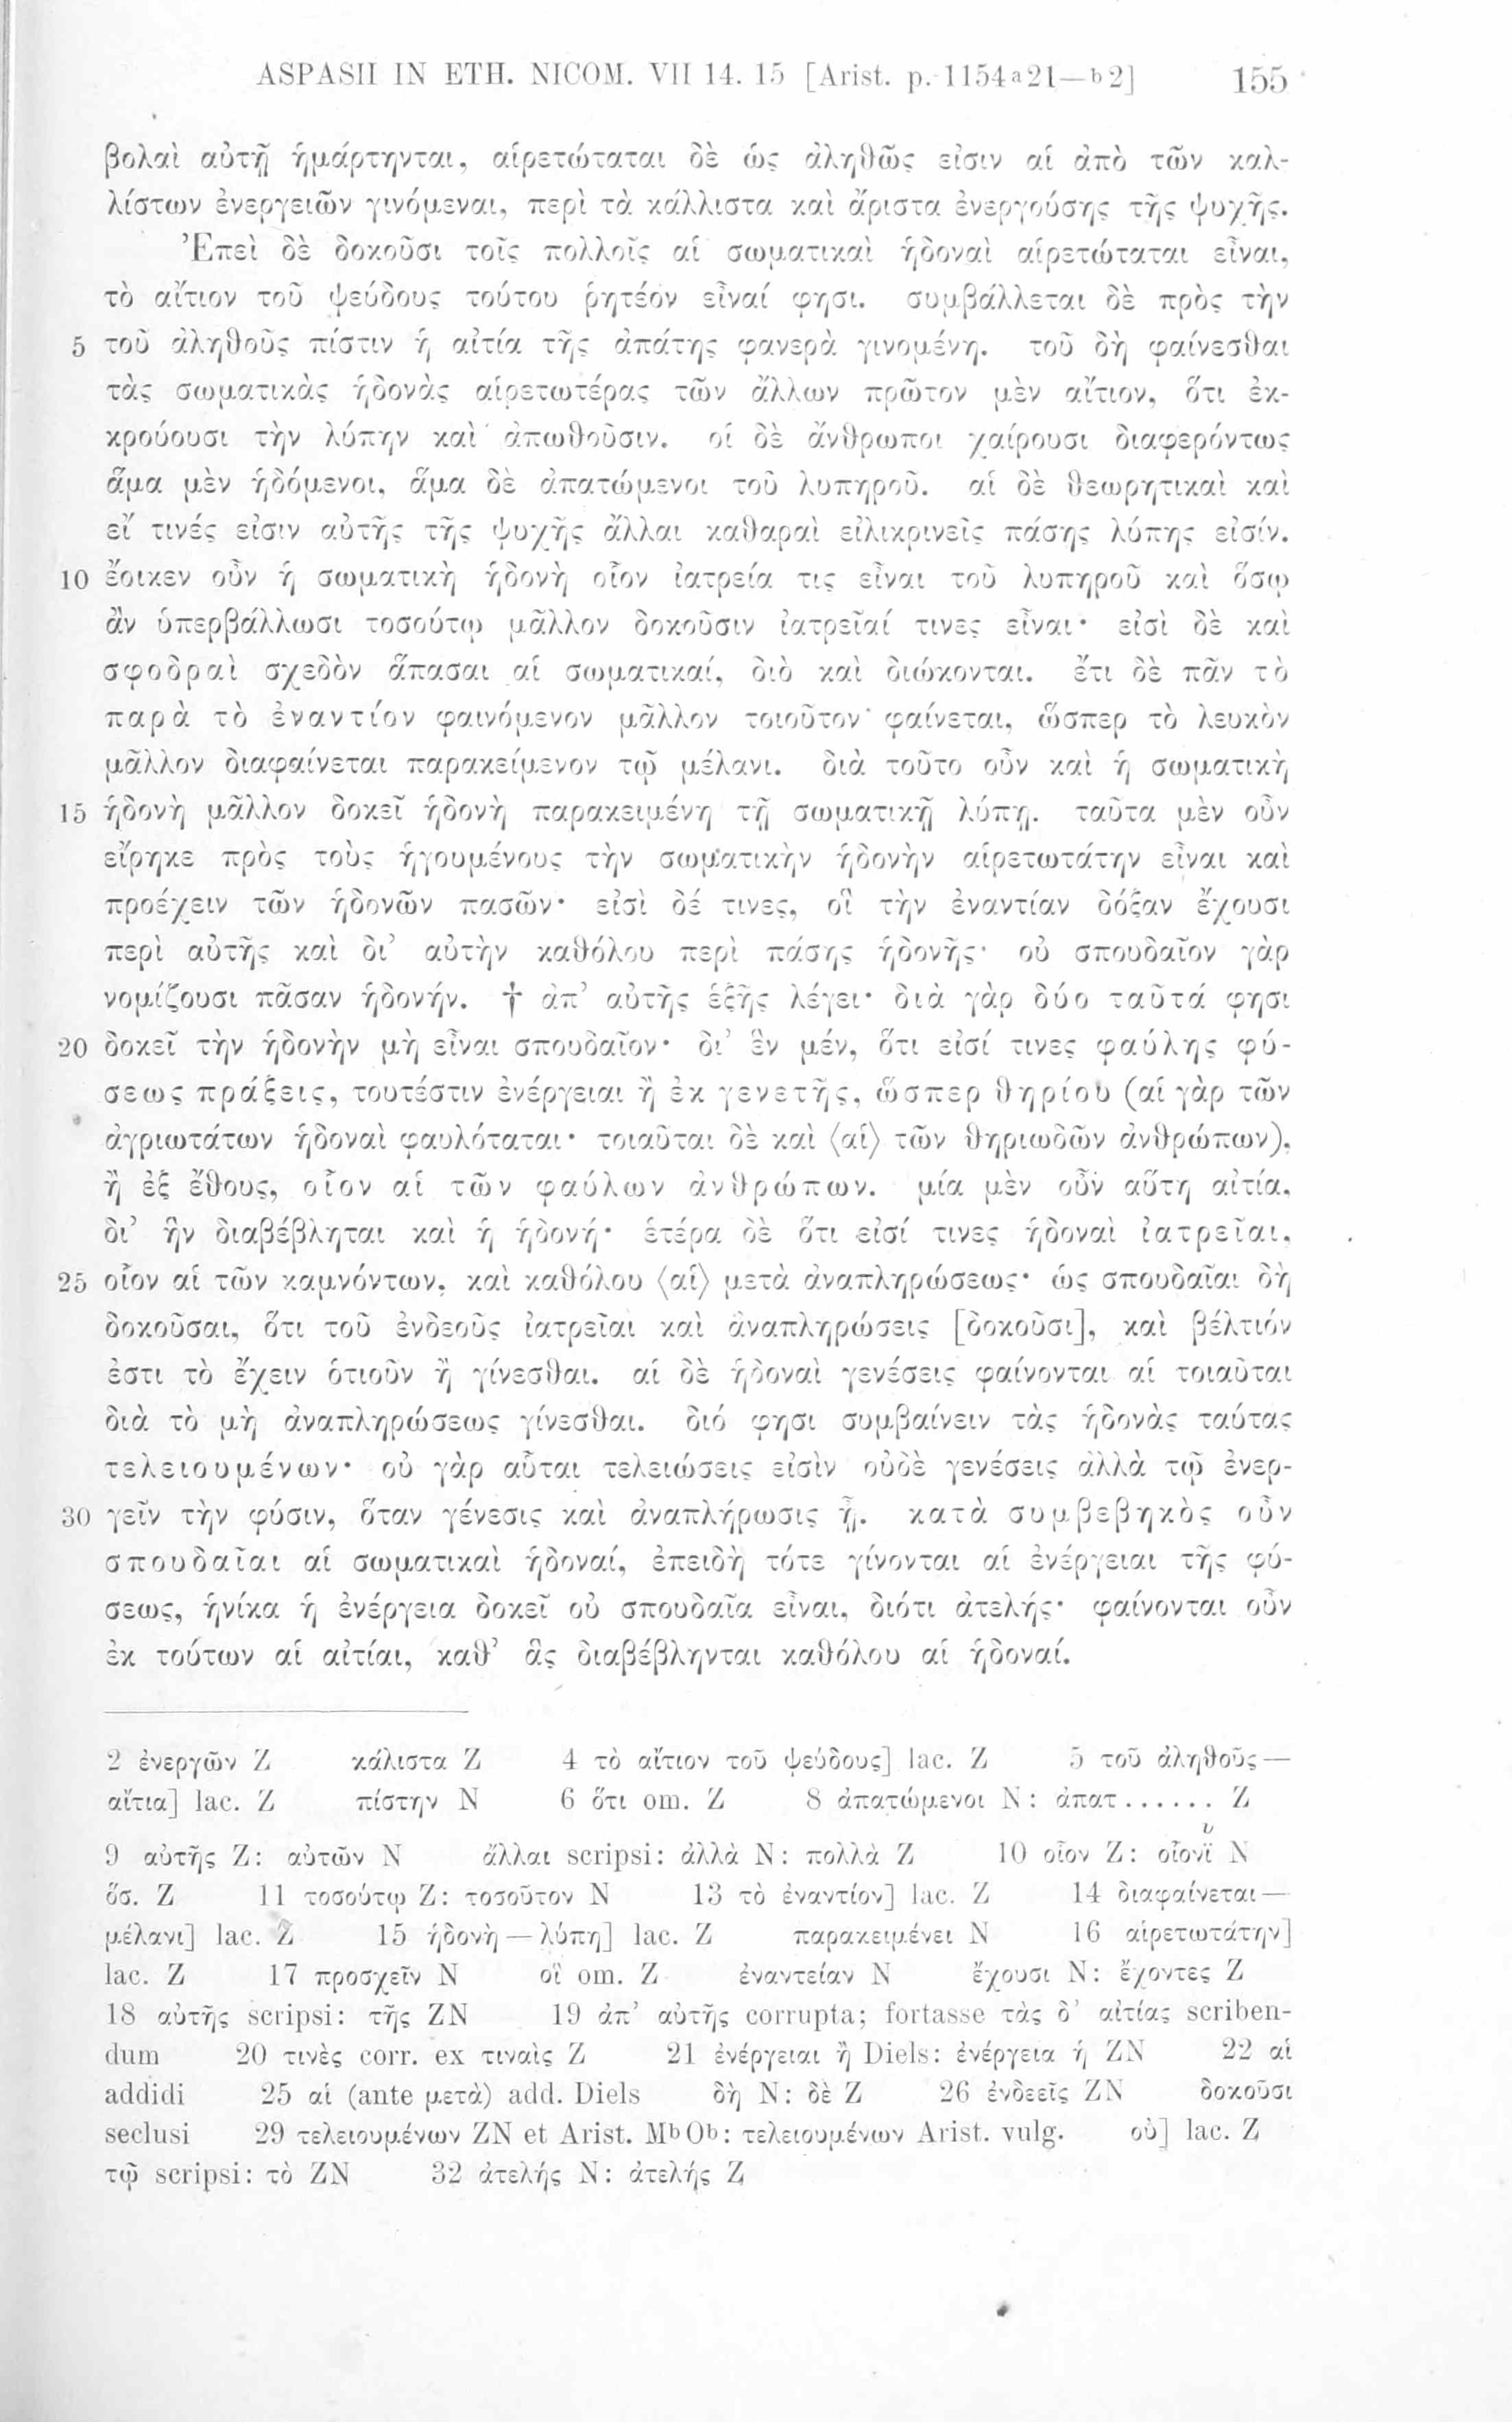 ASPASII IN ETH. NICOM. VII 14. 15 [Arist. p. 1154a21—b2] 155
βολαὶ αὐτῇ ἡμάρτηνται, αἱρετώταται δὲ ὡς ἀληθῶς εἰσιν αἱ ἀπὸ τῶν καλ-
λίστων ἐνεργειῶν γινόμεναι, περὶ τὰ κάλλιστα καὶ ἄριστα ἐνεργούσης τῆς ψυχῆς.
Ἐπεὶ δὲ δοκοῦσι τοῖς πολλοῖς αἱ σωματικαὶ ἡδοναὶ αἱρετώταται εἶναι,
τὸ αἴτιον τοῦ ψεύδους τούτου ῥητέον εἶναί φησι. συμβάλλεται δὲ πρὸς τὴν
5 τοῦ ἀληθοῦς πίστιν ἡ αἰτία τῆς ἀπάτης φανερὰ γινομένη. τοῦ δὴ φαίνεσθαι
τὰς σωματικὰς ἡδονὰς αἱρετωτέρας τῶν ἄλλων πρῶτον μὲν αἴτιον, ὅτι ἐκ-
κρούουσι τὴν λύπην καὶ ἀπωθοῦσιν. οἱ δὲ ἄνθρωποι χαίρουσι διαφερόντως
ἅμα μὲν ἡδόμενοι, ἅμα δὲ ἀπατώμενοι τοῦ λυπηροῦ. αἱ δὲ θεωρητικαὶ καὶ
εἴ τινές εἰσιν αὐτῆς τῆς ψυχῆς ἄλλαι καθαραὶ εἰλικρινεῖς πάσης λύπης εἰσίν.
10 ἔοικεν οὖν ἡ σωματικὴ ἡδονὴ οἷον ἰατρεία τις εἶναι τοῦ λυπηροῦ καὶ ὅσῳ
ἂν ὑπερβάλλωσι τοσούτῳ μᾶλλον δοκοῦσιν ἰατρεῖαί τινες εἶναι· εἰσὶ δὲ καὶ
σφοδραὶ σχεδὸν ἅπασαι αἱ σωματικαί, διὸ καὶ διώκονται. ἔτι δὲ πᾶν τὸ
παρὰ τὸ ἐναντίον φαινόμενον μᾶλλον τοιοῦτον φαίνεται, ὥσπερ τὸ λευκὸν
μᾶλλον διαφαίνεται παρακείμενον τῷ μέλανι. διὰ τοῦτο οὖν καὶ ἡ σωματικὴ
15 ἡδονὴ μᾶλλον δοκεῖ ἡδονὴ παρακειμένη τῇ σωματικῇ λύπῃ. ταῦτα μὲν οὖν
εἴρηκε πρὸς τοὺς ἡγουμένους τὴν σωματικὴν ἡδονὴν αἱρετωτάτην εἶναι καὶ
προέχειν τῶν ἡδονῶν πασῶν· εἰσὶ δέ τινες, οἳ τὴν ἐναντίαν δόξαν ἔχουσι
περὶ αὐτῆς καὶ δι’ αὐτὴν καθόλου περὶ πάσης ἡδονῆς· οὐ σπουδαῖον γὰρ
νομίζουσι πᾶσαν ἡδονήν. † ἀπ’ αὐτῆς ἑξῆς λέγει· διὰ γὰρ δύο ταῦτά φησι
20 δοκεῖ τὴν ἡδονὴν μὴ εἶναι σπουδαῖον· δι’ ἓν μέν, ὅτι εἰσί τινες φαύλης φύ-
σεως πράξεις, τουτέστιν ἐνέργειαι ἢ ἐκ γενετῆς, ὥσπερ θηρίου (αἱ γὰρ τῶν
ἀγριωτάτων ἡδοναὶ φαυλόταται· τοιαῦται δὲ καὶ ⟨αἱ⟩ τῶν θηριωδῶν ἀνθρώπων),
ἢ ἐξ ἔθους, οἷον αἱ τῶν φαύλων ἀνθρώπων. μία μὲν οὖν αὕτη αἰτία,
δι’ ἣν διαβέβληται καὶ ἡ ἡδονή· ἑτέρα δὲ ὅτι εἰσί τινες ἡδοναὶ ἰατρεῖαι,
25 οἷον αἱ τῶν καμνόντων, καὶ καθόλου ⟨αἱ⟩ μετὰ ἀναπληρώσεως· ὡς σπουδαῖαι δὴ
δοκοῦσαι, ὅτι τοῦ ἐνδεοῦς ἰατρεῖαι καὶ ἀναπληρώσεις [δοκοῦσι], καὶ βέλτιόν
ἐστι τὸ ἔχειν ὁτιοῦν ἢ γίνεσθαι. αἱ δὲ ἡδοναὶ γενέσεις φαίνονται αἱ τοιαῦται
διὰ τὸ μὴ ἀναπληρώσεως γίνεσθαι. διό φησι συμβαίνειν τὰς ἡδονὰς ταύτας
τελειουμένων· οὐ γὰρ αὗται τελειώσεις εἰσὶν οὐδὲ γενέσεις ἀλλὰ τῷ ἐνερ-
30 γεῖν τὴν φύσιν, ὅταν γένεσις καὶ ἀναπλήρωσις ᾖ. κατὰ συμβεβηκὸς οὖν
σπουδαῖαι αἱ σωματικαὶ ἡδοναί, ἐπειδὴ τότε γίνονται αἱ ἐνέργειαι τῆς φύ-
σεως, ἡνίκα ἡ ἐνέργεια δοκεῖ οὐ σπουδαῖα εἶναι, διότι ἀτελής· φαίνονται οὖν
ἐκ τούτων αἱ αἰτίαι, καθ’ ἃς διαβέβληνται καθόλου αἱ ἡδοναί.
2 ἐνεργῶν Z κάλιστα Z 4 τὸ αἴτιον τοῦ ψεύδους] lac. Z 5 τοῦ ἀληθοῦς—
αἴτια] lac. Z πίστην N 6 ὅτι om. Z 8 ἀπατώμενοι N: ἀπατ...... Z
9 αὐτῆς Z: αὐτῶν N ἄλλαι scripsi: ἀλλὰ N: πολλὰ Z 10 οἷον Z: οἱονῒ N
ὅσ. Z 11 τοσούτῳ Z: τοσοῦτον N 13 τὸ ἐναντίον] lac. Z 14 διαφαίνεται—
μέλανι] lac. Z 15 ἡδονὴ—λύπη] lac. Z παρακειμένει N 16 αἱρετωτάτην]
lac. Z 17 προσχεῖν N οἳ om. Z ἐναντείαν N ἔχουσι N: ἔχοντες Z
18 αὐτῆς scripsi: τῆς ZN 19 ἀπ’ αὐτῆς corrupta; fortasse τὰς δ’ αἰτίας scriben-
dum 20 τινὲς corr. ex τιναὶς Z 21 ἐνέργειαι ἢ Diels: ἐνέργεια ἡ ZN 22 αἱ
addidi 25 αἱ (ante μετὰ) add. Diels δὴ N: δὲ Z 26 ἐνδεεῖς ZN δοκοῦσι
seclusi 29 τελειουμένων ZN et Arist. MbOb: τελειουμένων Arist. vulg. οὐ] lac. Z
τῷ scripsi: τὸ ZN 32 ἀτελής N: ἀτελής Z